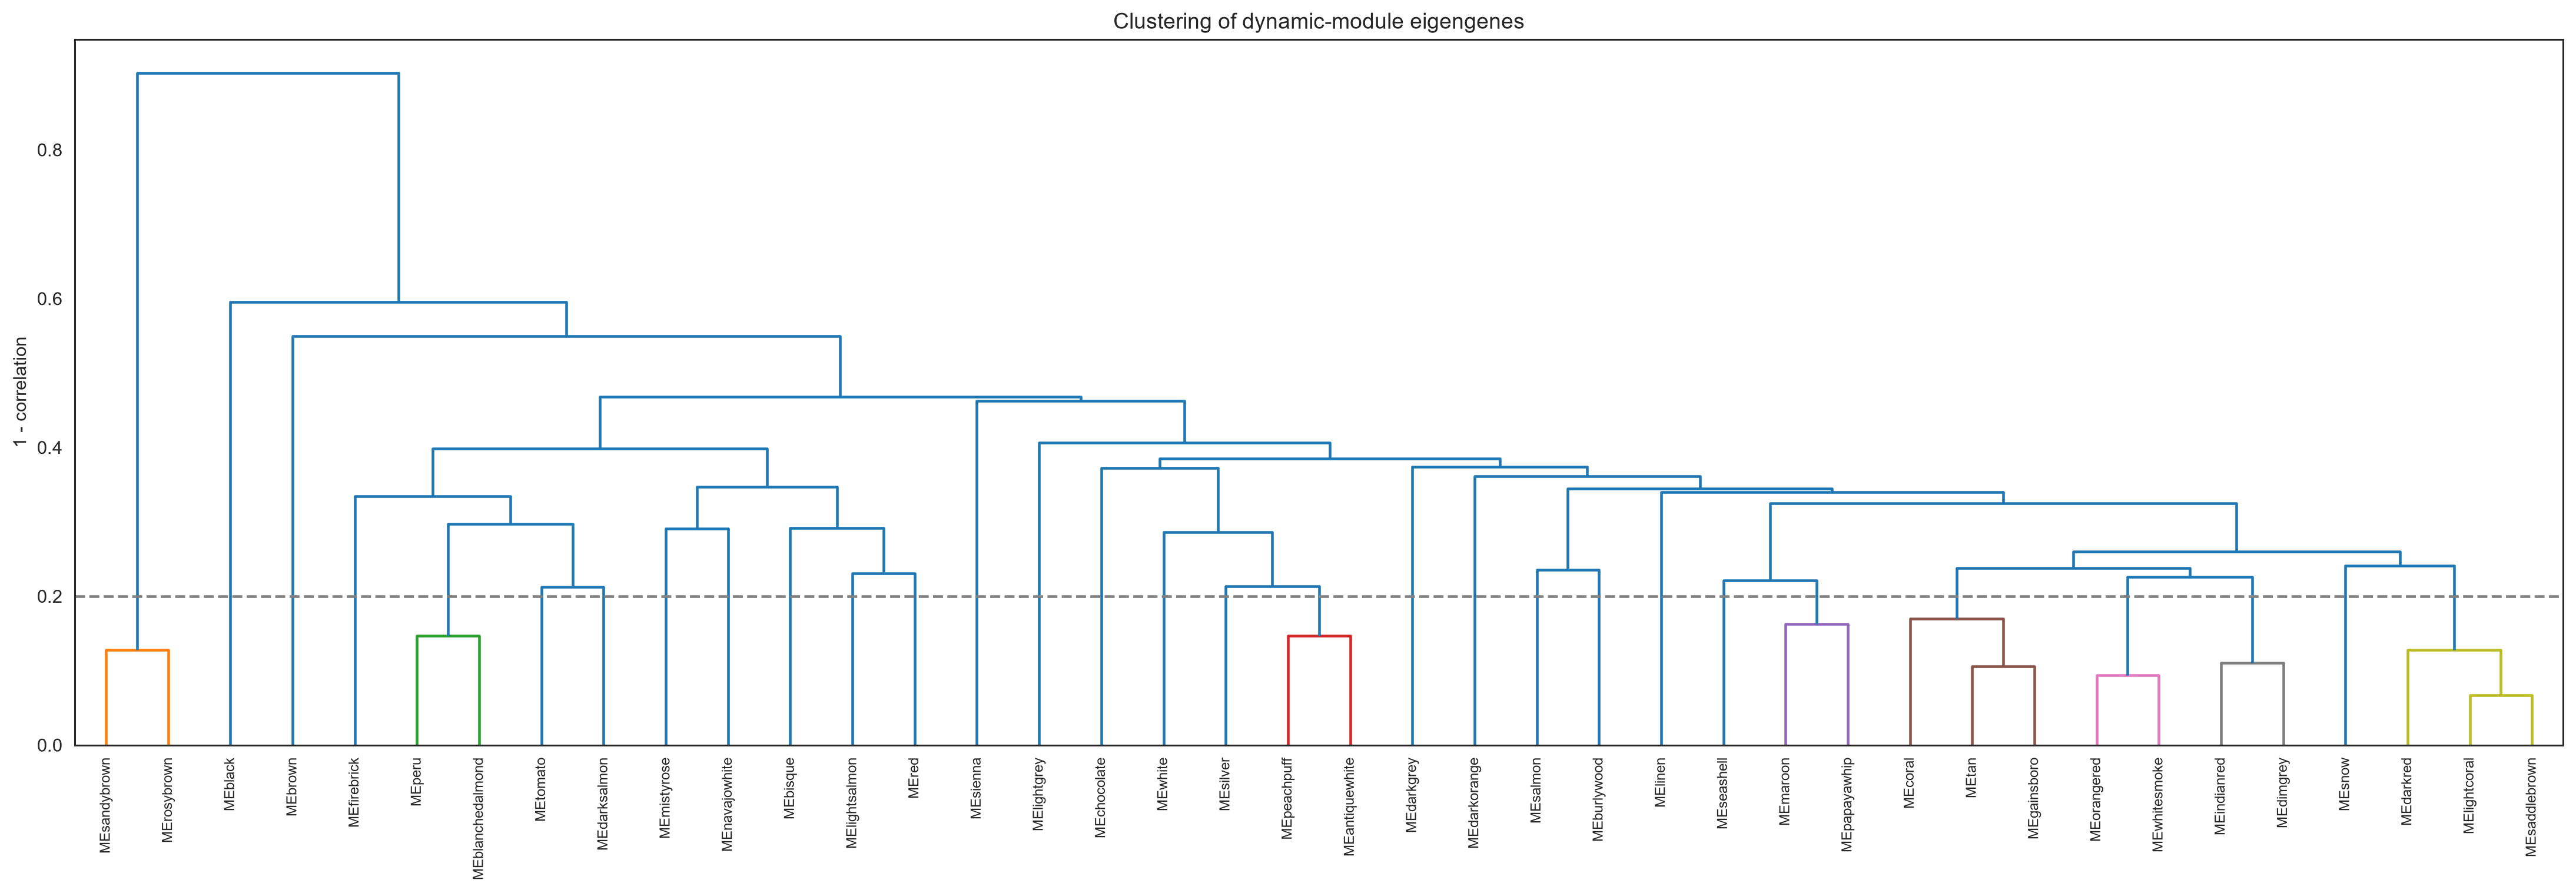 Clustering of dynamic-module eigengenes
1 - correlation
0.8
0.6
0.4
0.2
0.0
MEsandybrown
MErosybrown
MEblack
MEbrown
MEfirebrick
MEperu
MEblanchedalmond
MEtomato
MEdarksalmon
MEmistyrose
MEnavajowhite
MEbisque
MElightsalmon
MEred
MEsienna
MElightgrey
MEchocolate
MEwhite
MEsilver
MEpeachpuff
MEantiquewhite
MEdarkgrey
MEdarkorange
MEsalmon
MEburlywood
MElinen
MEseashell
MEmaroon
MEpapayawhip
MEcoral
MEtan
MEgainsboro
MEorangered
MEwhitesmoke
MEindianred
MEdimgrey
MEsnow
MEdarkred
MElightcoral
MEsaddlebrown